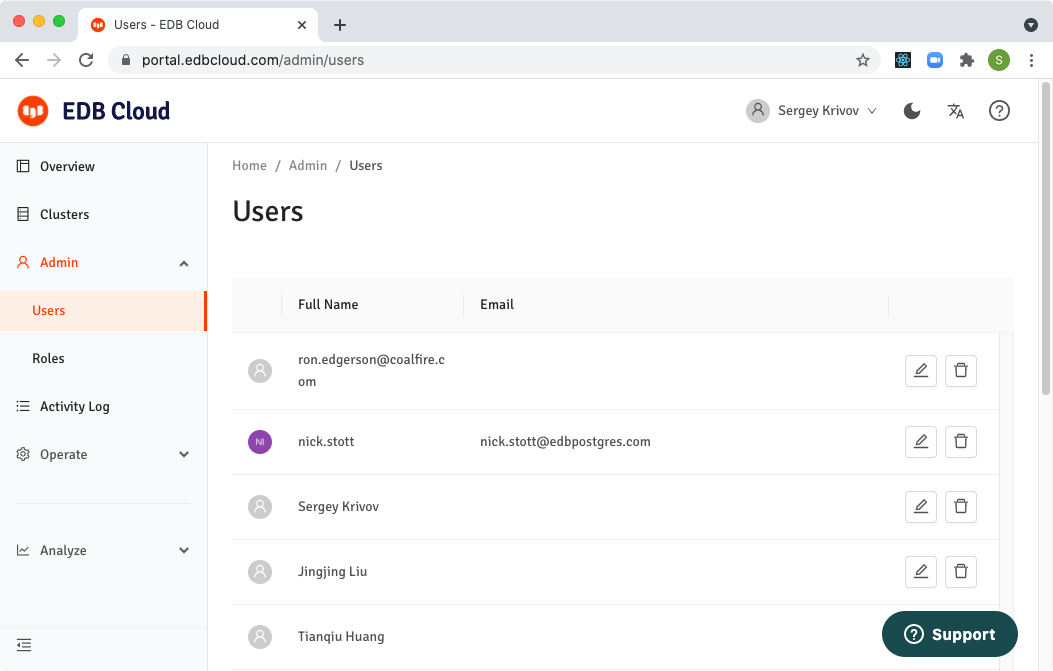 Users - EDB Cloud
portal.edbcloud.com/admin/users
S
EDB Cloud
Sergey Krivov
Overview
Clusters
Admin
Users
Roles
Activity Log
Operate
Analyze
Home / Admin / Users
Users
Full Name Email
ron.edgerson@coalfire.c
om
NI nick.stott nick.stott@edbpostgres.com
Sergey Krivov
Jingjing Liu
Tianqiu Huang
Support